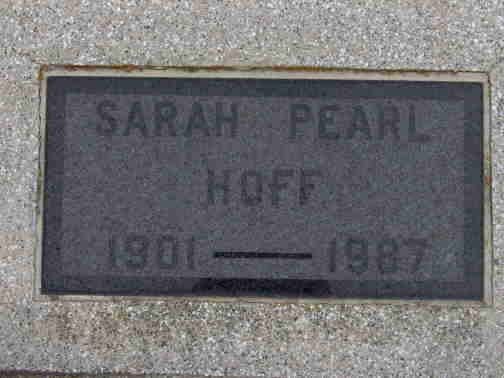 SARAH PEARL
HOFF
1901 — 1987